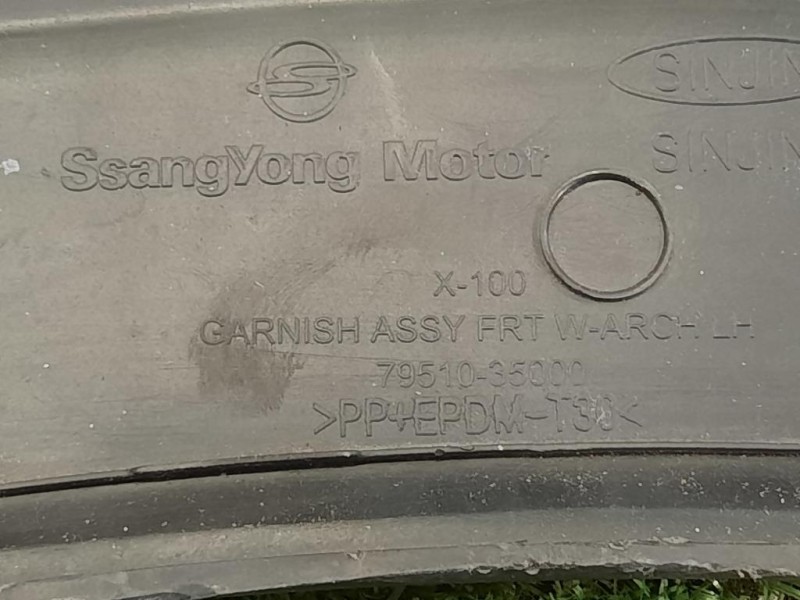 SINJIN
SsangYong Motor
SINJIN
X-100
GARNISH ASSY FRT W-ARCH LH
79510-35000
>PP+EPDM-T30<